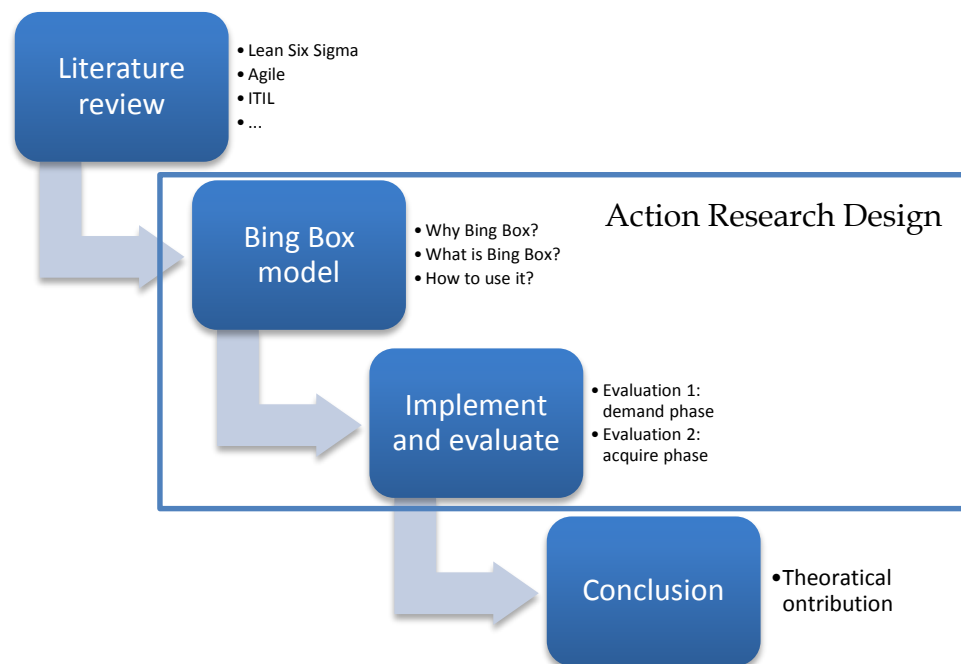 Literature
review
• Lean Six Sigma
• Agile
• ITIL
• ...
Action Research Design
Bing Box
model
• Why Bing Box?
• What is Bing Box?
• How to use it?
Implement
and evaluate
• Evaluation 1:
demand phase
• Evaluation 2:
acquire phase
Conclusion
•Theoratical
ontribution